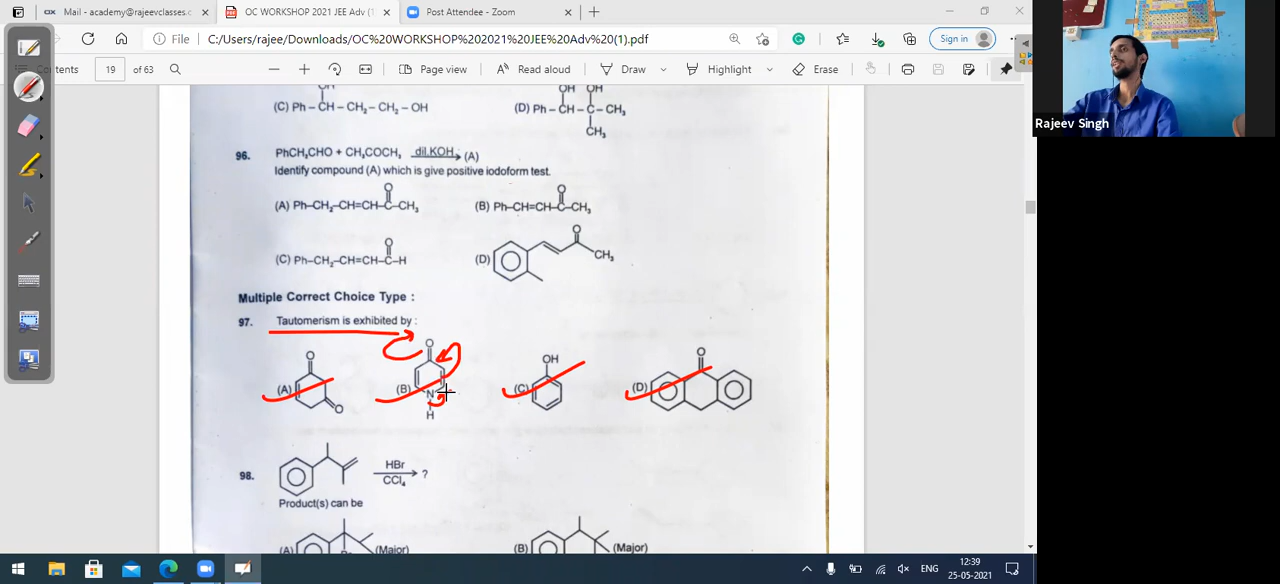 Mail - academy@rajeevclasses.c
OC WORKSHOP 2021 JEE Adv (1
Post Attendee - Zoom
File
C:/Users/rajee/Downloads/OC%20WORKSHOP%202021%20JEE%20Adv%20(1).pdf
Sign in
Contents
19 of 63
Page view
Read aloud
Draw
Highlight
Erase
Rajeev Singh
OH OH
(C) Ph – CH – CH₂ – CH₂ – OH
(D) Ph – CH – C – CH₃
CH₃
96. PhCH₂CHO + CH₃COCH₃ dil.KOH (A)
Identify compound (A) which is give positive iodoform test.
(A) Ph–CH₂–CH=CH–C–CH₃ O
(B) Ph–CH=CH–C–CH₃ O
(C) Ph–CH₂–CH=CH–C–H O
(D) O CH₃
Multiple Correct Choice Type :
97. Tautomerism is exhibited by :
(A) O O
(B) O N H
(C) OH
(D) O
98. HBr CCl₄ ?
Product(s) can be
(A) (Major)
(B) (Major)
ENG
12:39
25-05-2021